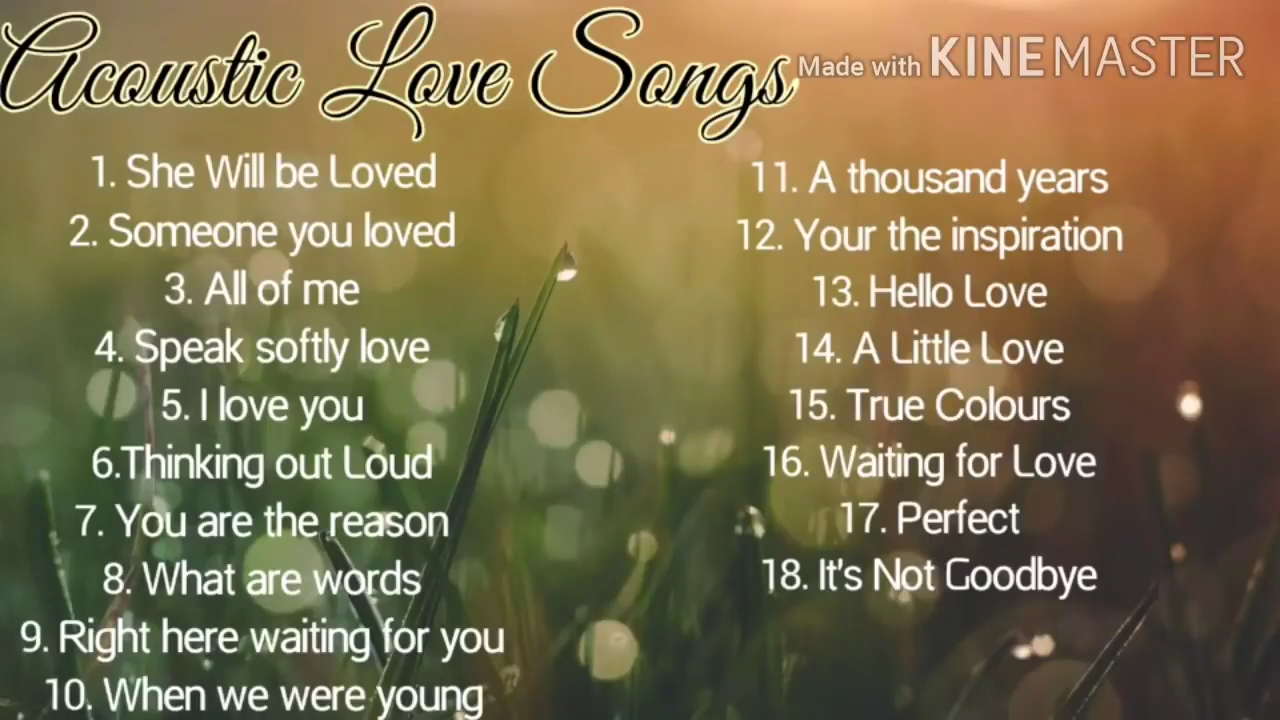 Acoustic Love Songs
Made with KINEMASTER
1. She Will be Loved
2. Someone you loved
3. All of me
4. Speak softly love
5. I love you
6.Thinking out Loud
7. You are the reason
8. What are words
9. Right here waiting for you
10. When we were young
11. A thousand years
12. Your the inspiration
13. Hello Love
14. A Little Love
15. True Colours
16. Waiting for Love
17. Perfect
18. It's Not Goodbye